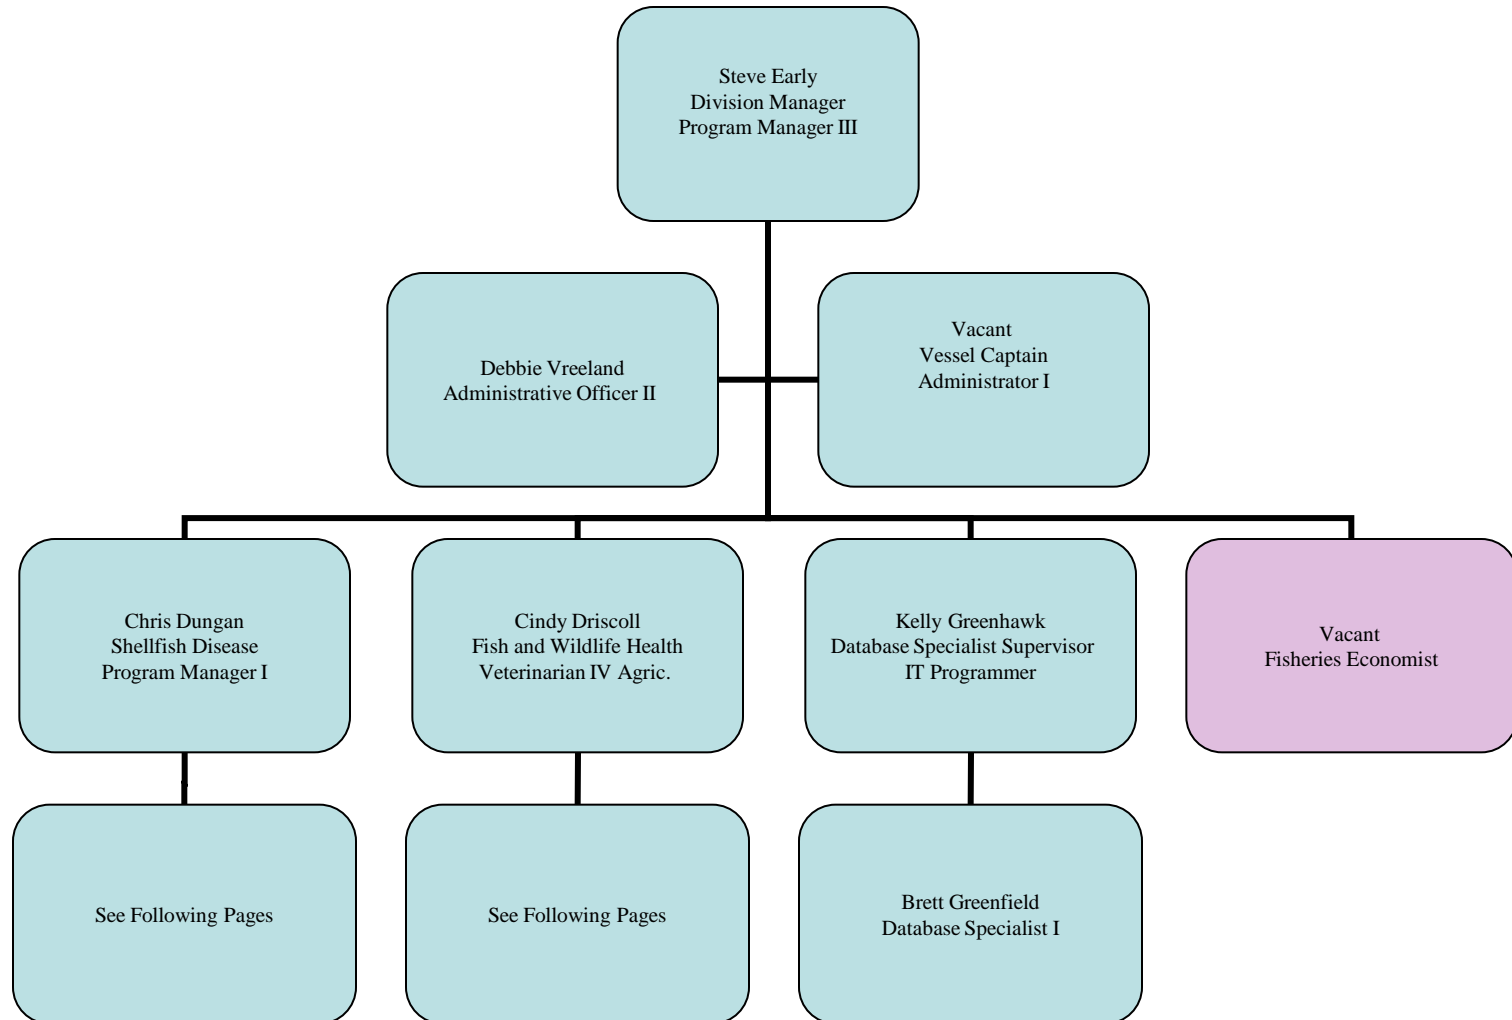 Steve Early
Division Manager
Program Manager III
Debbie Vreeland
Administrative Officer II
Vacant
Vessel Captain
Administrator I
Chris Dungan
Shellfish Disease
Program Manager I
Cindy Driscoll
Fish and Wildlife Health
Veterinarian IV Agric.
Kelly Greenhawk
Database Specialist Supervisor
IT Programmer
Vacant
Fisheries Economist
See Following Pages
See Following Pages
Brett Greenfield
Database Specialist I